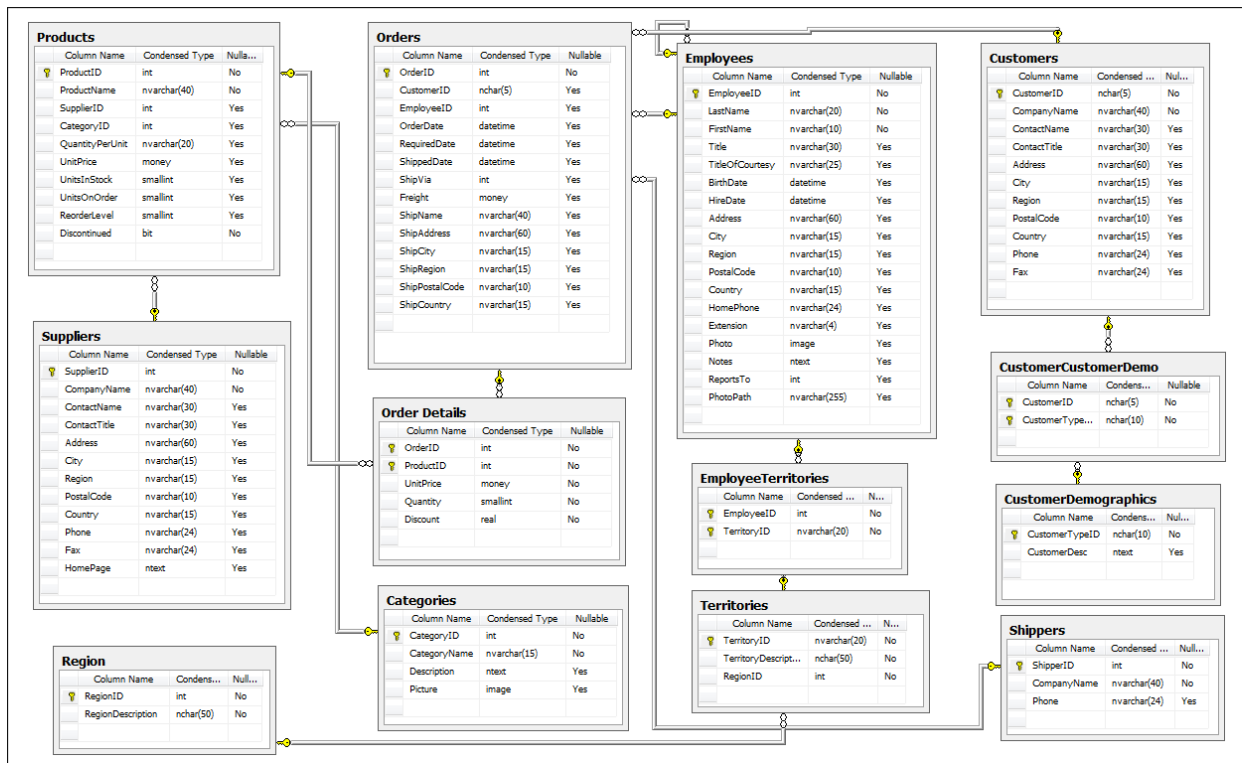 Products
Column Name Condensed Type Nulla...
ProductID int No
ProductName nvarchar(40) No
SupplierID int Yes
CategoryID int Yes
QuantityPerUnit nvarchar(20) Yes
UnitPrice money Yes
UnitsInStock smallint Yes
UnitsOnOrder smallint Yes
ReorderLevel smallint Yes
Discontinued bit No
Orders
Column Name Condensed Type Nullable
OrderID int No
CustomerID nchar(5) Yes
EmployeeID int Yes
OrderDate datetime Yes
RequiredDate datetime Yes
ShippedDate datetime Yes
ShipVia int Yes
Freight money Yes
ShipName nvarchar(40) Yes
ShipAddress nvarchar(60) Yes
ShipCity nvarchar(15) Yes
ShipRegion nvarchar(15) Yes
ShipPostalCode nvarchar(10) Yes
ShipCountry nvarchar(15) Yes
Employees
Column Name Condensed Type Nullable
EmployeeID int No
LastName nvarchar(20) No
FirstName nvarchar(10) No
Title nvarchar(30) Yes
TitleOfCourtesy nvarchar(25) Yes
BirthDate datetime Yes
HireDate datetime Yes
Address nvarchar(60) Yes
City nvarchar(15) Yes
Region nvarchar(15) Yes
PostalCode nvarchar(10) Yes
Country nvarchar(15) Yes
HomePhone nvarchar(24) Yes
Extension nvarchar(4) Yes
Photo image Yes
Notes ntext Yes
ReportsTo int Yes
PhotoPath nvarchar(255) Yes
Customers
Column Name Condensed ... Nul...
CustomerID nchar(5) No
CompanyName nvarchar(40) No
ContactName nvarchar(30) Yes
ContactTitle nvarchar(30) Yes
Address nvarchar(60) Yes
City nvarchar(15) Yes
Region nvarchar(15) Yes
PostalCode nvarchar(10) Yes
Country nvarchar(15) Yes
Phone nvarchar(24) Yes
Fax nvarchar(24) Yes
Suppliers
Column Name Condensed Type Nullable
SupplierID int No
CompanyName nvarchar(40) No
ContactName nvarchar(30) Yes
ContactTitle nvarchar(30) Yes
Address nvarchar(60) Yes
City nvarchar(15) Yes
Region nvarchar(15) Yes
PostalCode nvarchar(10) Yes
Country nvarchar(15) Yes
Phone nvarchar(24) Yes
Fax nvarchar(24) Yes
HomePage ntext Yes
Order Details
Column Name Condensed Type Nullable
OrderID int No
ProductID int No
UnitPrice money No
Quantity smallint No
Discount real No
CustomerCustomerDemo
Column Name Condens... Nullable
CustomerID nchar(5) No
CustomerType... nchar(10) No
EmployeeTerritories
Column Name Condensed ... N...
EmployeeID int No
TerritoryID nvarchar(20) No
CustomerDemographics
Column Name Condens... Nul...
CustomerTypeID nchar(10) No
CustomerDesc ntext Yes
Categories
Column Name Condensed Type Nullable
CategoryID int No
CategoryName nvarchar(15) No
Description ntext Yes
Picture image Yes
Territories
Column Name Condensed ... N...
TerritoryID nvarchar(20) No
TerritoryDescript... nchar(50) No
RegionID int No
Shippers
Column Name Condensed ... Null...
ShipperID int No
CompanyName nvarchar(40) No
Phone nvarchar(24) Yes
Region
Column Name Condens... Null...
RegionID int No
RegionDescription nchar(50) No